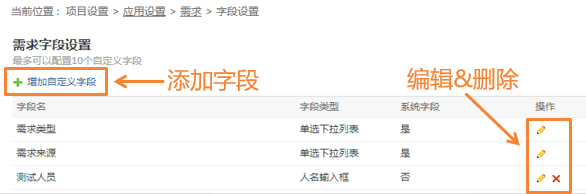 当前位置： 项目设置 > 应用设置 > 需求 > 字段设置
需求字段设置
最多可以配置10个自定义字段
增加自定义字段
添加字段
编辑&删除
字段名 字段类型 系统字段 操作
需求类型 单选下拉列表 是
需求来源 单选下拉列表 是
测试人员 人名输入框 否